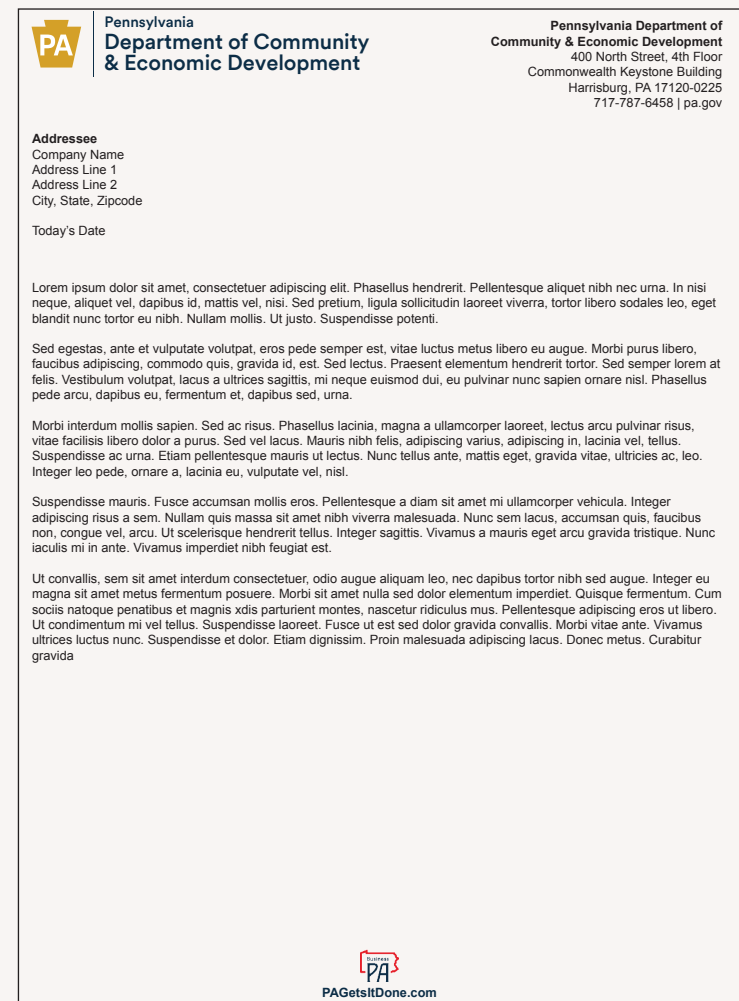 PA
Pennsylvania
Department of Community
& Economic Development
Pennsylvania Department of
Community & Economic Development
400 North Street, 4th Floor
Commonwealth Keystone Building
Harrisburg, PA 17120-0225
717-787-6458 | pa.gov
Addressee
Company Name
Address Line 1
Address Line 2
City, State, Zipcode
Today's Date
Lorem ipsum dolor sit amet, consectetuer adipiscing elit. Phasellus hendrerit. Pellentesque aliquet nibh nec urna. In nisi
neque, aliquet vel, dapibus id, mattis vel, nisi. Sed pretium, ligula sollicitudin laoreet viverra, tortor libero sodales leo, eget
blandit nunc tortor eu nibh. Nullam mollis. Ut justo. Suspendisse potenti.
Sed egestas, ante et vulputate volutpat, eros pede semper est, vitae luctus metus libero eu augue. Morbi purus libero,
faucibus adipiscing, commodo quis, gravida id, est. Sed lectus. Praesent elementum hendrerit tortor. Sed semper lorem at
felis. Vestibulum volutpat, lacus a ultrices sagittis, mi neque euismod dui, eu pulvinar nunc sapien ornare nisl. Phasellus
pede arcu, dapibus eu, fermentum et, dapibus sed, urna.
Morbi interdum mollis sapien. Sed ac risus. Phasellus lacinia, magna a ullamcorper laoreet, lectus arcu pulvinar risus,
vitae facilisis libero dolor a purus. Sed vel lacus. Mauris nibh felis, adipiscing varius, adipiscing in, lacinia vel, tellus.
Suspendisse ac urna. Etiam pellentesque mauris ut lectus. Nunc tellus ante, mattis eget, gravida vitae, ultricies ac, leo.
Integer leo pede, ornare a, lacinia eu, vulputate vel, nisl.
Suspendisse mauris. Fusce accumsan mollis eros. Pellentesque a diam sit amet mi ullamcorper vehicula. Integer
adipiscing risus a sem. Nullam quis massa sit amet nibh viverra malesuada. Nunc sem lacus, accumsan quis, faucibus
non, congue vel, arcu. Ut scelerisque hendrerit tellus. Integer sagittis. Vivamus a mauris eget arcu gravida tristique. Nunc
iaculis mi in ante. Vivamus imperdiet nibh feugiat est.
Ut convallis, sem sit amet interdum consectetuer, odio augue aliquam leo, nec dapibus tortor nibh sed augue. Integer eu
magna sit amet metus fermentum posuere. Morbi sit amet nulla sed dolor elementum imperdiet. Quisque fermentum. Cum
sociis natoque penatibus et magnis xdis parturient montes, nascetur ridiculus mus. Pellentesque adipiscing eros ut libero.
Ut condimentum mi vel tellus. Suspendisse laoreet. Fusce ut est sed dolor gravida convallis. Morbi vitae ante. Vivamus
ultrices luctus nunc. Suspendisse et dolor. Etiam dignissim. Proin malesuada adipiscing lacus. Donec metus. Curabitur
gravida
Business
PA
PAGetsItDone.com